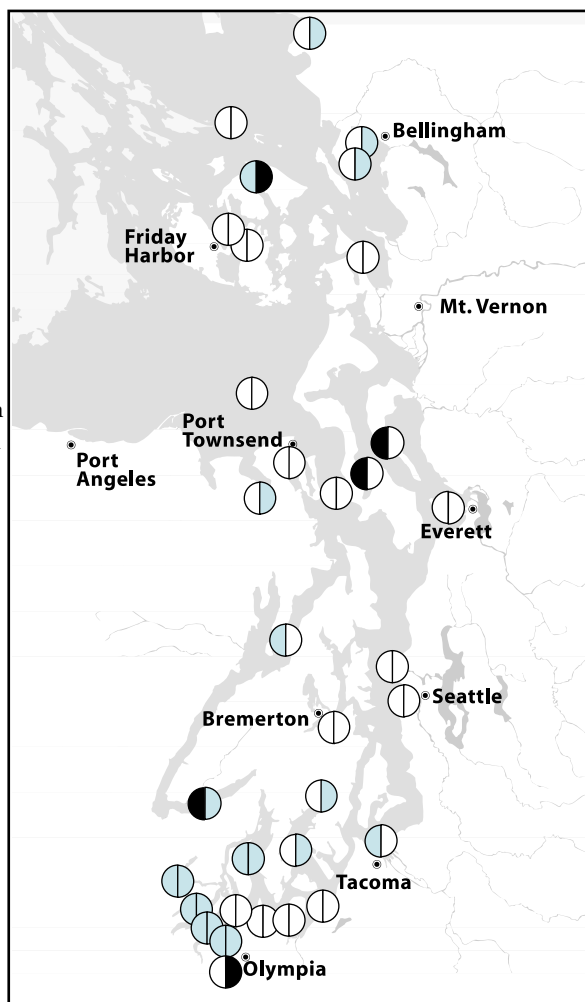 Bellingham
Friday
Harbor
Mt. Vernon
Port
Townsend
Port
Angeles
Everett
Seattle
Bremerton
Tacoma
Olympia